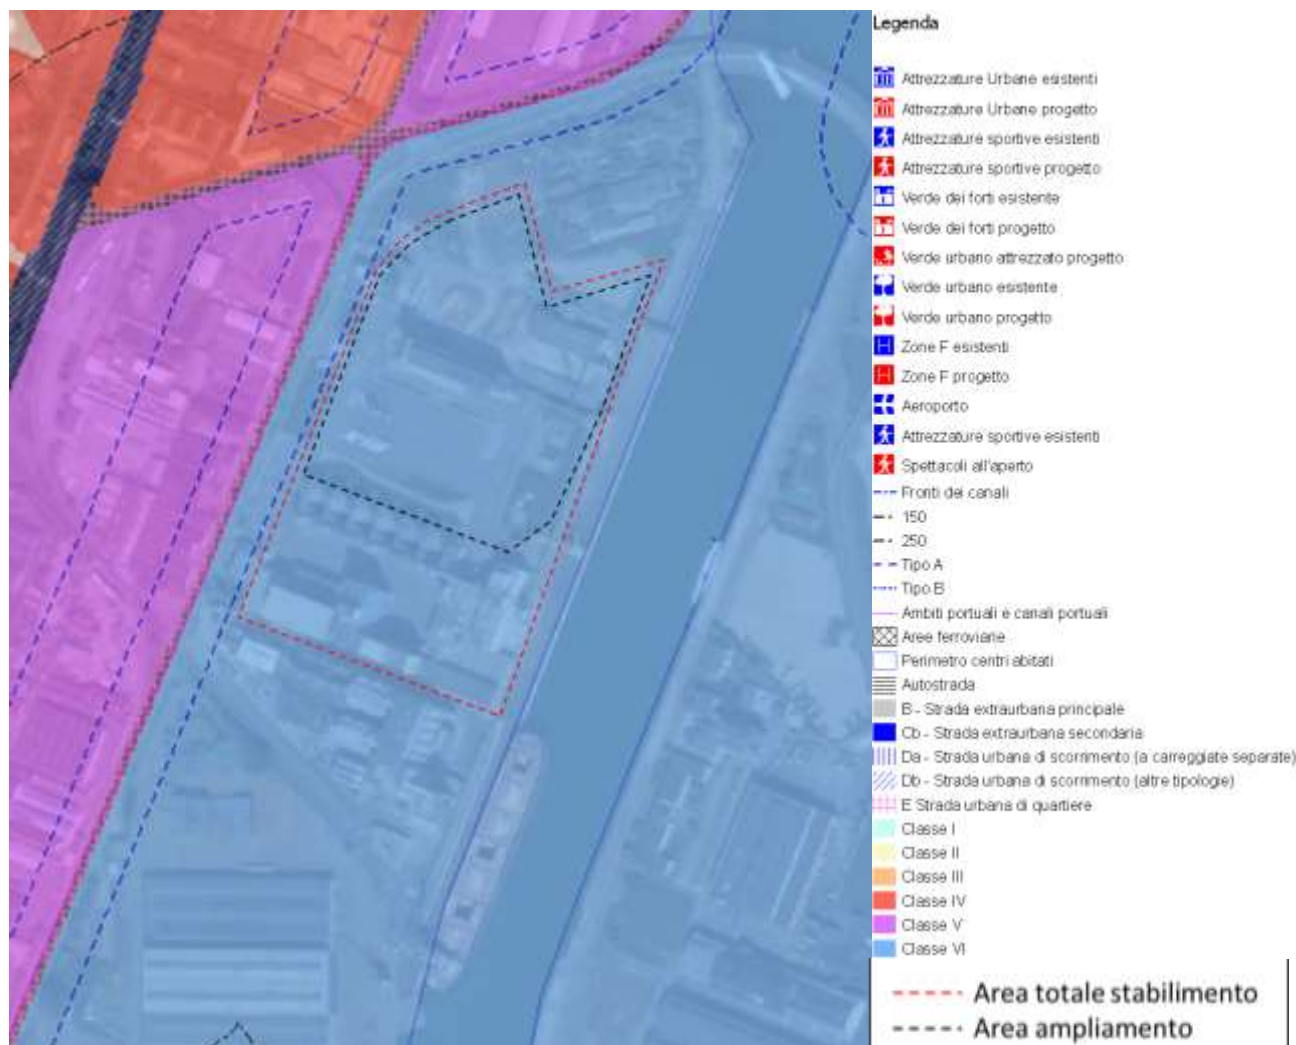 Legenda
Attrezzature Urbane esistenti
Attrezzature Urbane progetto
Attrezzature sportive esistenti
Attrezzature sportive progetto
Verde dei forti esistente
Verde dei forti progetto
Verde urbano attrezzato progetto
Verde urbano esistente
Verde urbano progetto
Zone F esistenti
Zone F progetto
Aeroporto
Attrezzature sportive esistenti
Spettacoli all'aperto
Fronti dei canali
150
250
Tipo A
Tipo B
Ambiti portuali e canali portuali
Aree ferroviarie
Perimetro centri abitati
Autostrada
B - Strada extraurbana principale
Cb - Strada extraurbana secondaria
Da - Strada urbana di scorrimento (a carreggiate separate)
Db - Strada urbana di scorrimento (altre tipologie)
E Strada urbana di quartiere
Classe I
Classe II
Classe III
Classe IV
Classe V
Classe VI
Area totale stabilimento
Area ampliamento